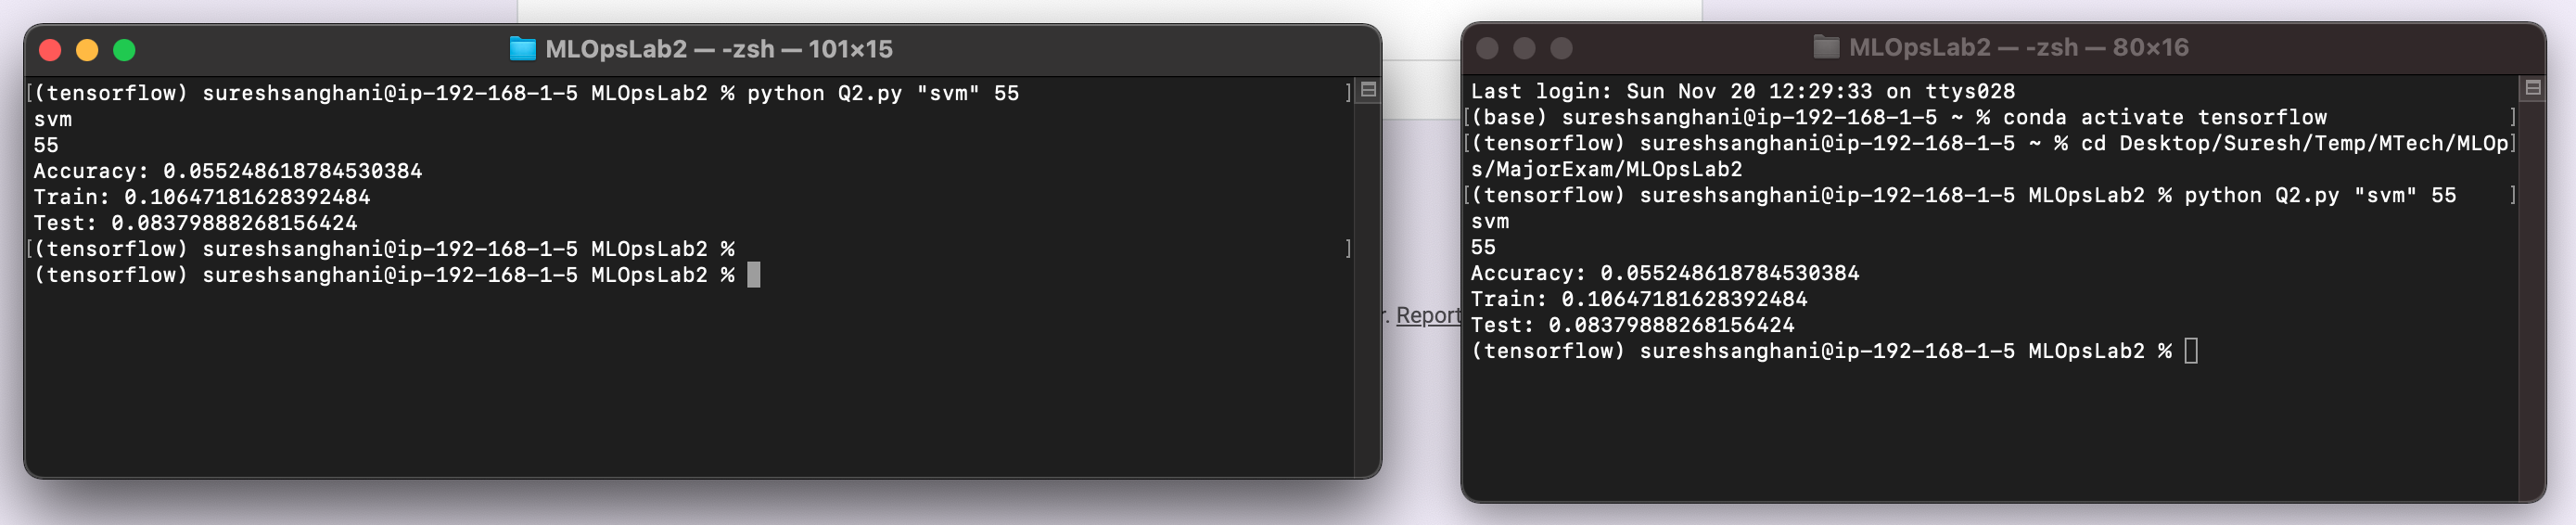 MLOpsLab2 — -zsh — 101×15
[(tensorflow) sureshsanghani@ip-192-168-1-5 MLOpsLab2 % python Q2.py "svm" 55 ]
svm
55
Accuracy: 0.055248618784530384
Train: 0.10647181628392484
Test: 0.08379888268156424
[(tensorflow) sureshsanghani@ip-192-168-1-5 MLOpsLab2 % ]
(tensorflow) sureshsanghani@ip-192-168-1-5 MLOpsLab2 %
r. Report
MLOpsLab2 — -zsh — 80×16
Last login: Sun Nov 20 12:29:33 on ttys028
[(base) sureshsanghani@ip-192-168-1-5 ~ % conda activate tensorflow ]
[(tensorflow) sureshsanghani@ip-192-168-1-5 ~ % cd Desktop/Suresh/Temp/MTech/MLOp]
s/MajorExam/MLOpsLab2
[(tensorflow) sureshsanghani@ip-192-168-1-5 MLOpsLab2 % python Q2.py "svm" 55 ]
svm
55
Accuracy: 0.055248618784530384
Train: 0.10647181628392484
Test: 0.08379888268156424
(tensorflow) sureshsanghani@ip-192-168-1-5 MLOpsLab2 %